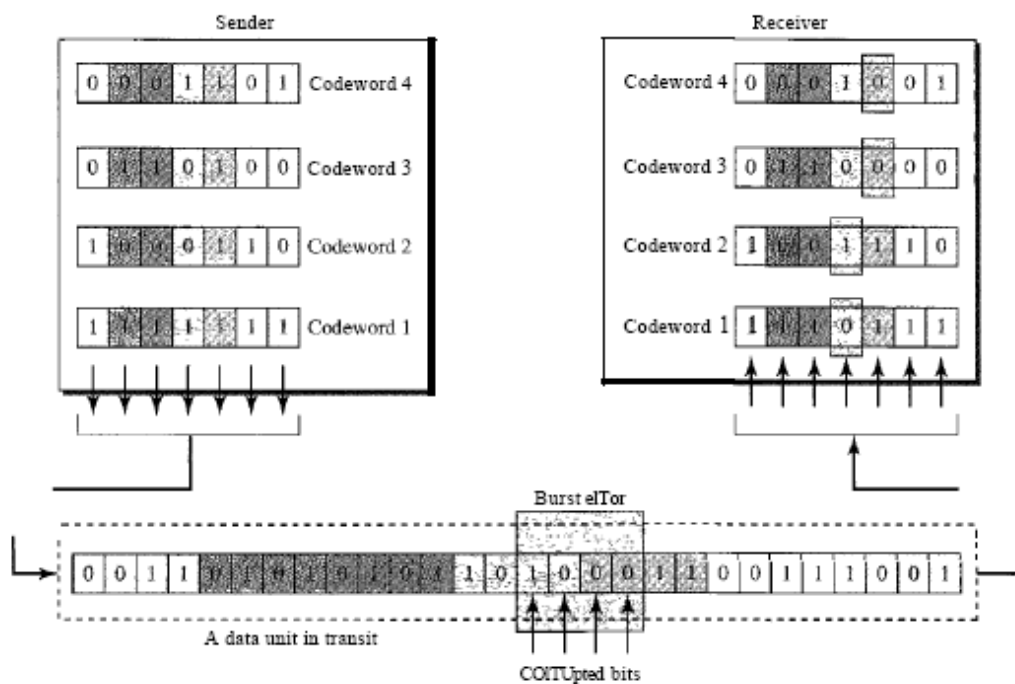 Sender
Receiver
0 0 0 1 1 0 1 Codeword 4
Codeword 4 0 0 0 1 0 0 1
0 1 1 0 1 0 0 Codeword 3
Codeword 3 0 1 1 0 0 0 0
1 0 0 0 1 1 0 Codeword 2
Codeword 2 1 0 0 1 1 1 0
1 1 1 1 1 1 1 Codeword 1
Codeword 1 1 1 1 0 1 1 1
Burst elTor
0 0 1 1 0 1 0 1 0 1 0 1 1 0 1 0 0 0 1 1 0 0 1 1 1 0 0 1
A data unit in transit
COITUpted bits